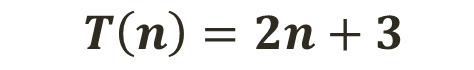 T(n) = 2n + 3